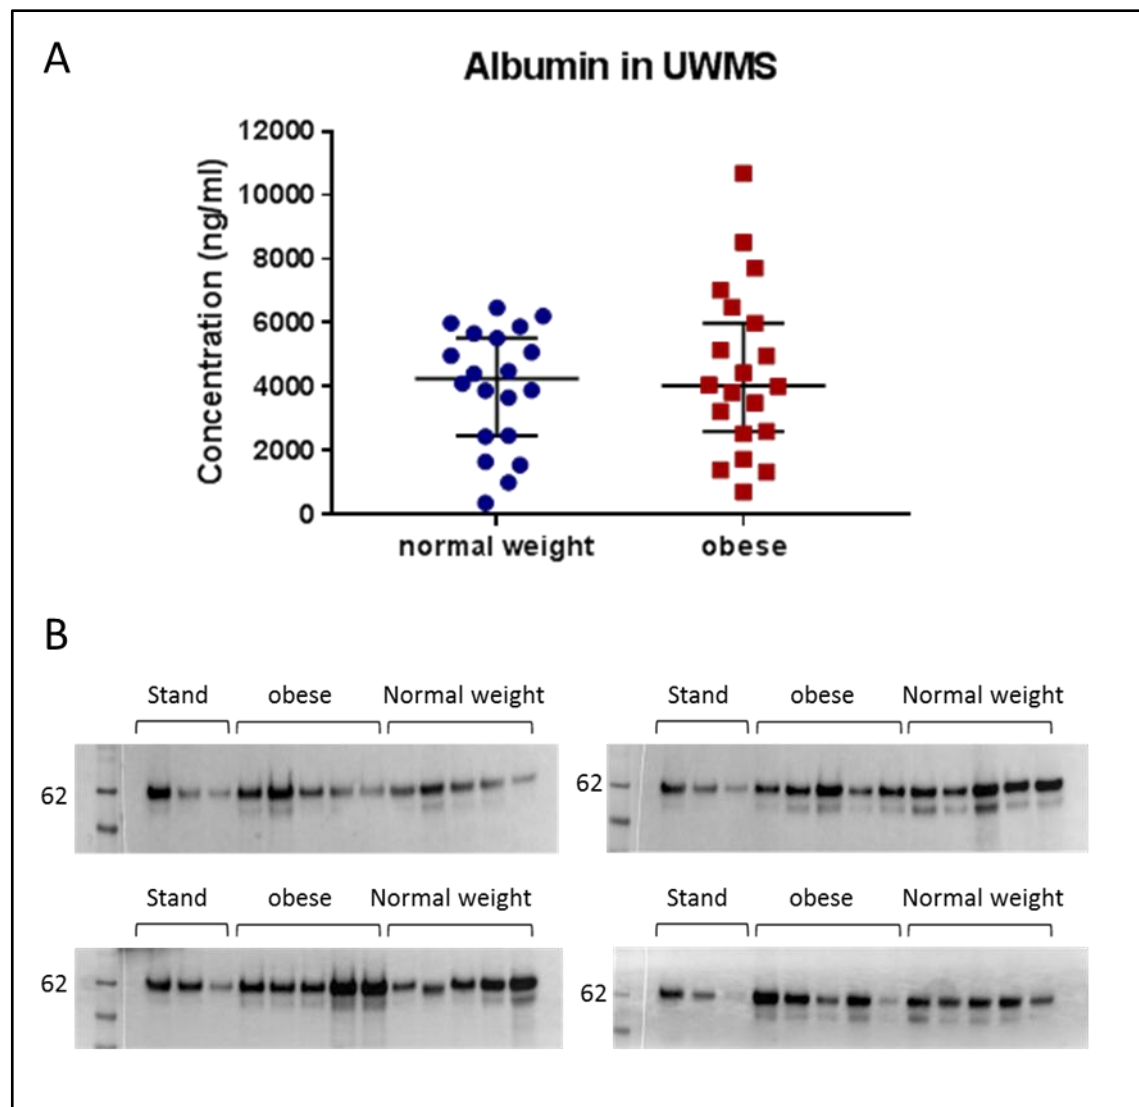 A
Albumin in UWMS
Concentration (ng/ml)
12000
10000
8000
6000
4000
2000
0
normal weight obese
B
Stand obese Normal weight Stand obese Normal weight
62 62
Stand obese Normal weight Stand obese Normal weight
62 62